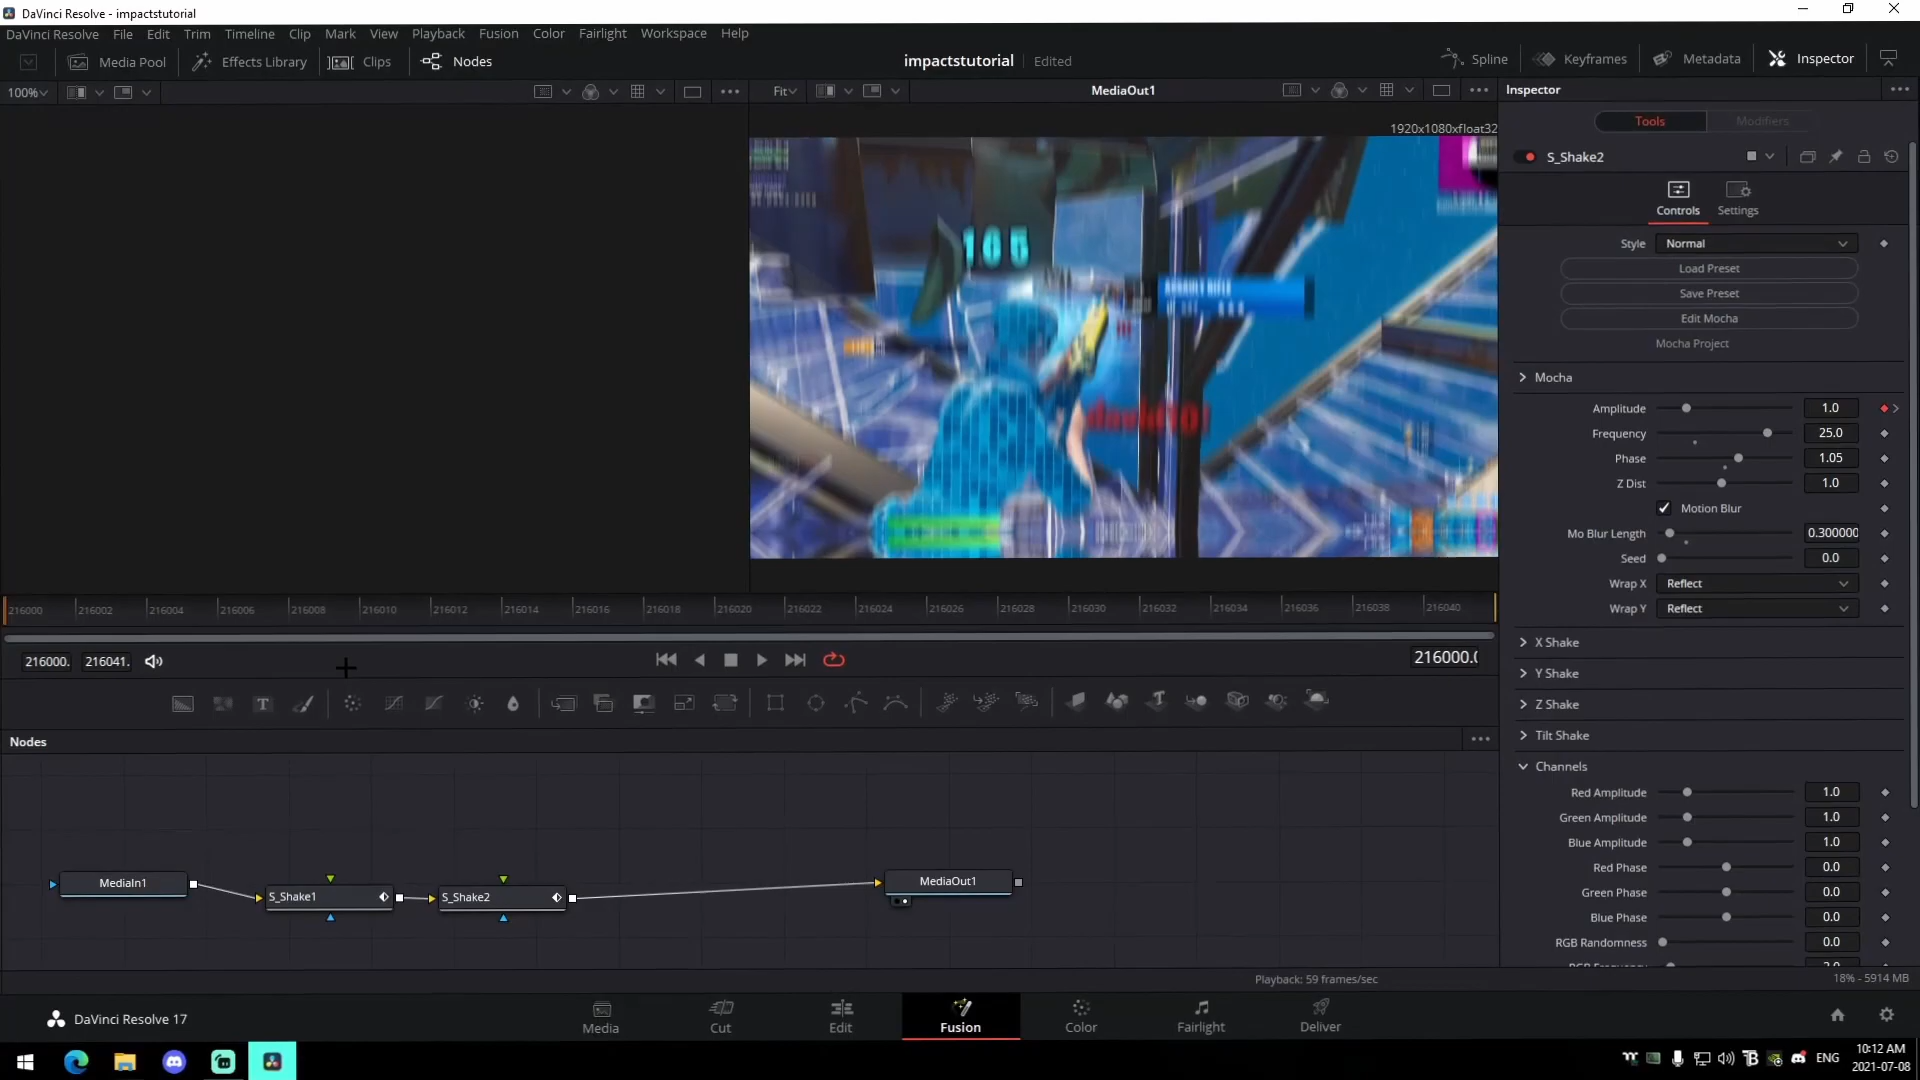 DaVinci Resolve - impactstutorial
DaVinci Resolve File Edit Trim Timeline Clip Mark View Playback Fusion Color Fairlight Workspace Help
Media Pool Effects Library Clips Nodes impactstutorial Edited Spline Keyframes Metadata Inspector
100% Fit MediaOut1 Inspector
1920x1080xfloat32
Tools Modifiers
S_Shake2
Controls Settings
105
Style Normal
Load Preset
Save Preset
Edit Mocha
Mocha Project
Mocha
Amplitude 1.0
Frequency 25.0
Phase 1.05
Z Dist 1.0
Motion Blur
Mo Blur Length 0.300000
Seed 0.0
Wrap X Reflect
Wrap Y Reflect
X Shake
Y Shake
Z Shake
Tilt Shake
Channels
Red Amplitude 1.0
Green Amplitude 1.0
Blue Amplitude 1.0
Red Phase 0.0
Green Phase 0.0
Blue Phase 0.0
RGB Randomness 0.0
216000 216002 216004 216006 216008 216010 216012 216014 216016 216018 216020 216022 216024 216026 216028 216030 216032 216034 216036 216038 216040
216000. 216041. 216000.
Nodes
MediaIn1 S_Shake1 S_Shake2 MediaOut1
Playback: 59 frames/sec 18% - 5914 MB
DaVinci Resolve 17 Media Cut Edit Fusion Color Fairlight Deliver
ENG 10:12 AM
2021-07-08